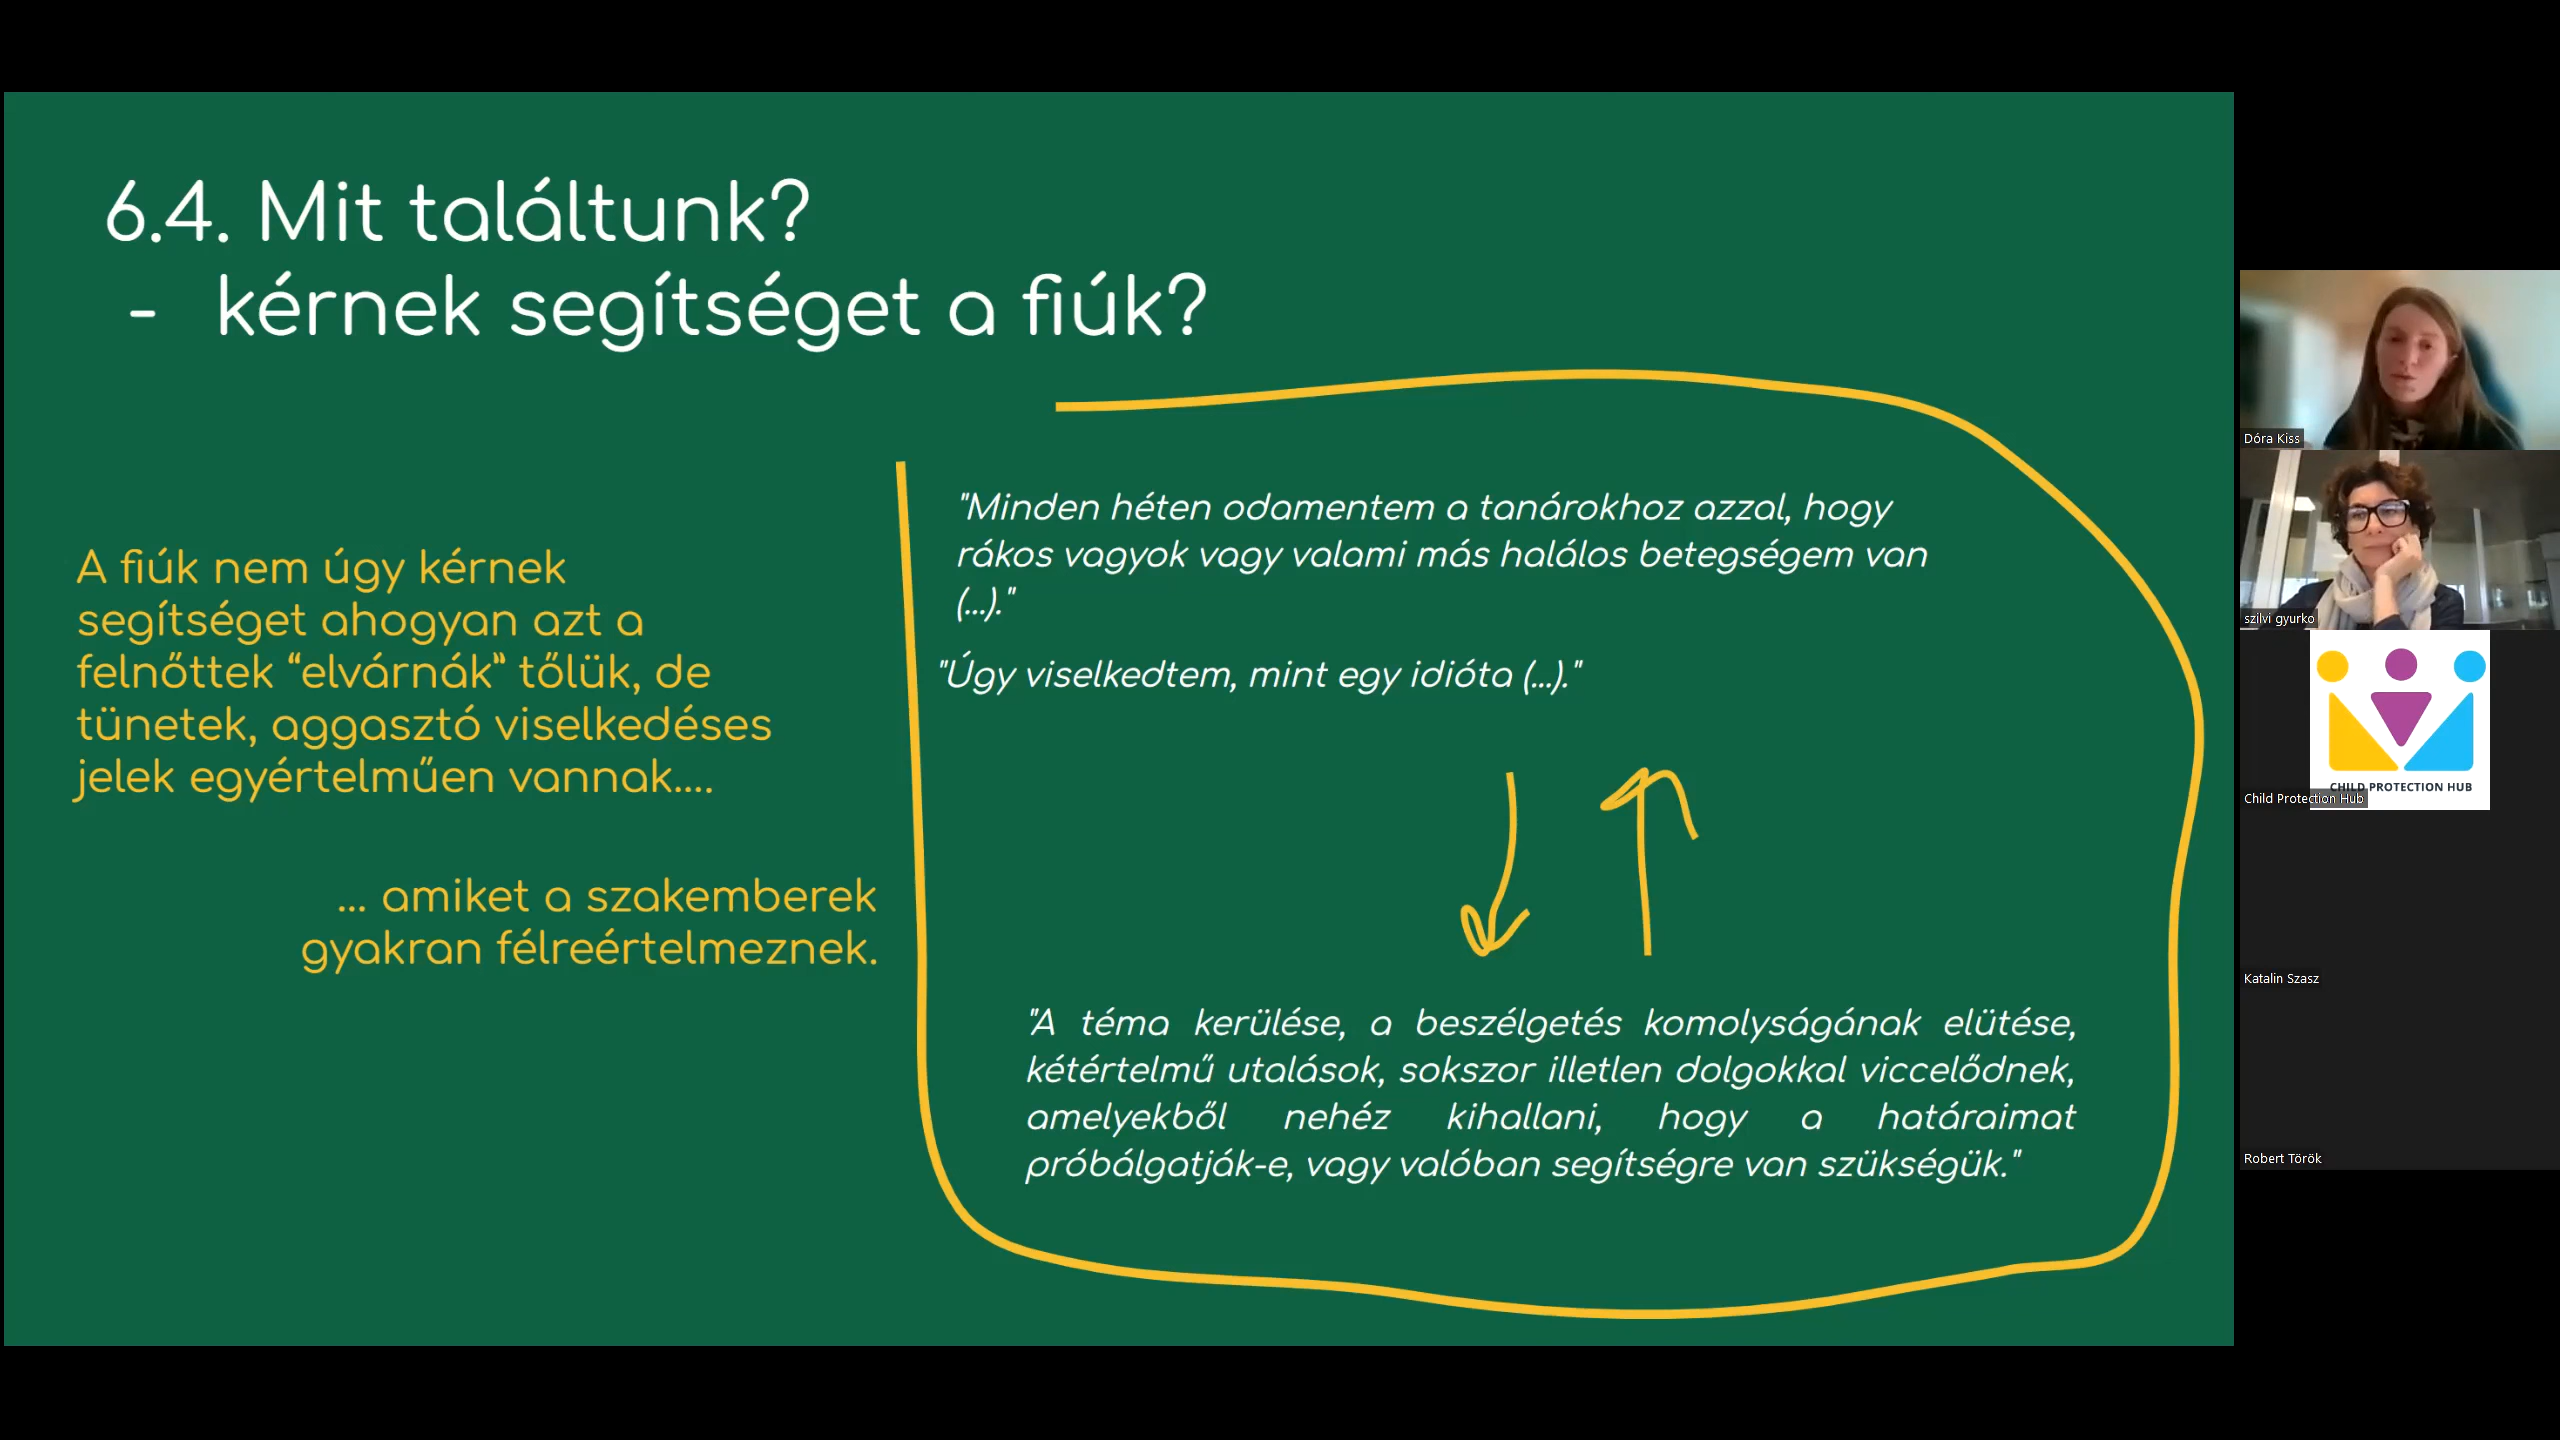 6.4. Mit találtunk?
- kérnek segítséget a fiúk?
A fiúk nem úgy kérnek
segítséget ahogyan azt a
felnőttek “elvárnák” tőlük, de
tünetek, aggasztó viselkedéses
jelek egyértelműen vannak....
... amiket a szakemberek
gyakran félreértelmeznek.
"Minden héten odamentem a tanárokhoz azzal, hogy
rákos vagyok vagy valami más halálos betegségem van
(...)."
"Úgy viselkedtem, mint egy idióta (...)."
"A téma kerülése, a beszélgetés komolyságának elütése,
kétértelmű utalások, sokszor illetlen dolgokkal viccelődnek,
amelyekből nehéz kihallani, hogy a határaimat
próbálgatják-e, vagy valóban segítségre van szükségük."
Dóra Kiss
szilvi gyurko
CHILD PROTECTION HUB
Child Protection Hub
Katalin Szasz
Robert Török